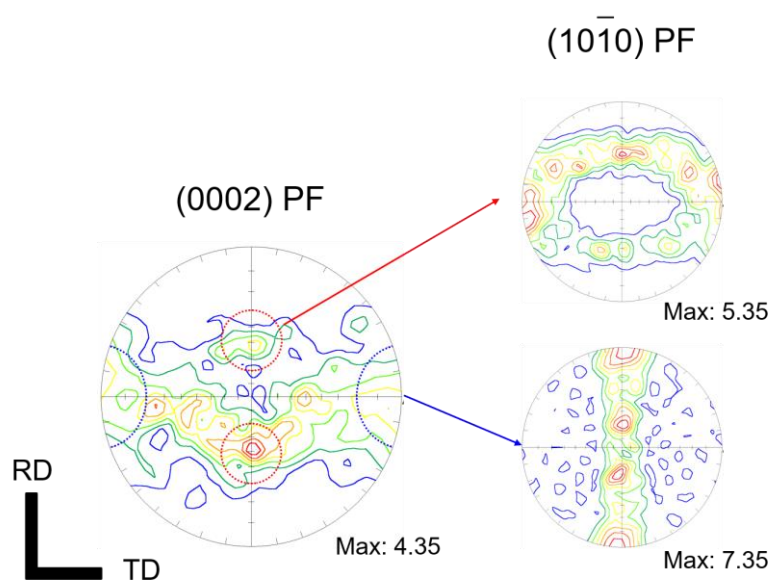 (101̄0) PF
(0002) PF
Max: 5.35
RD
TD
Max: 4.35
Max: 7.35